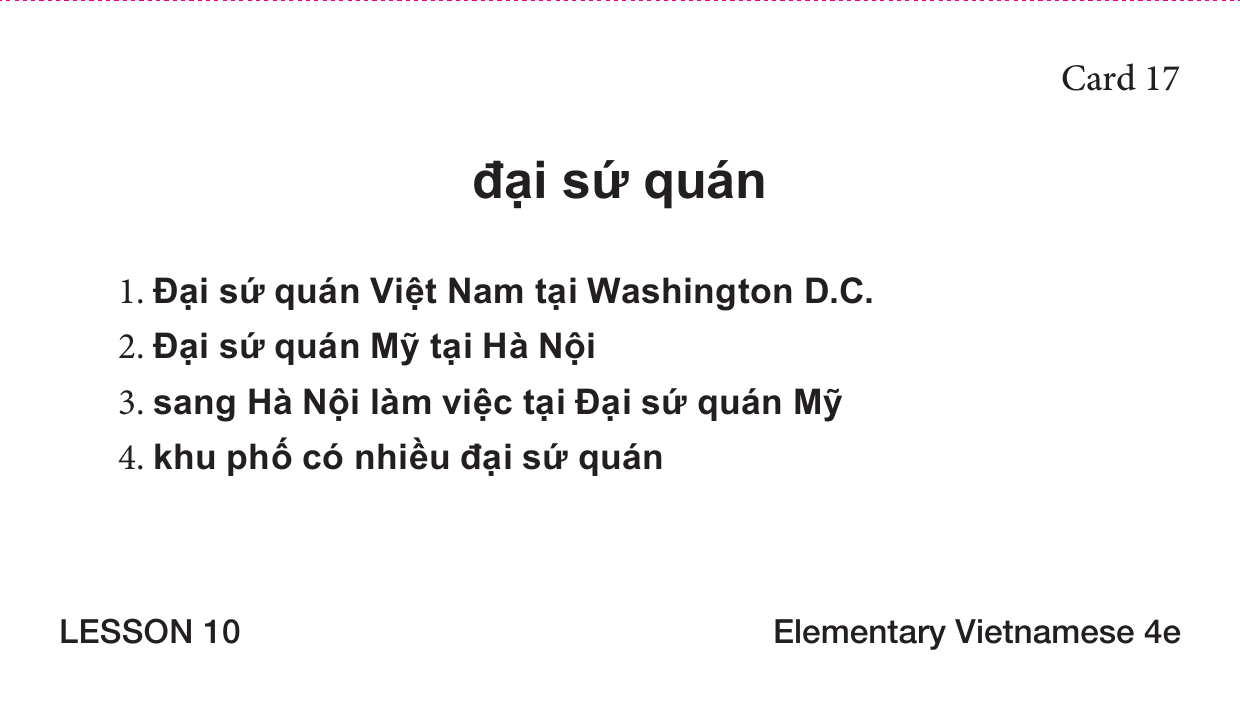 Card 17
đại sứ quán
1. Đại sứ quán Việt Nam tại Washington D.C.
2. Đại sứ quán Mỹ tại Hà Nội
3. sang Hà Nội làm việc tại Đại sứ quán Mỹ
4. khu phố có nhiều đại sứ quán
LESSON 10
Elementary Vietnamese 4e